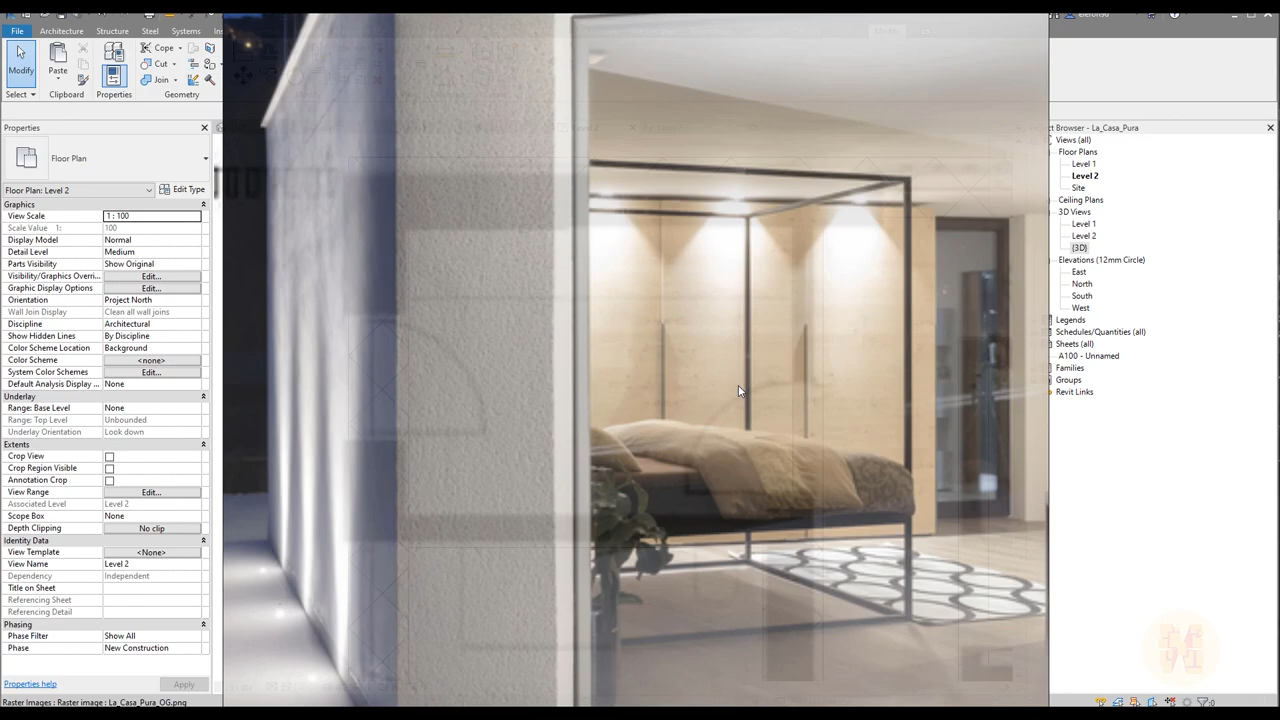 File Architecture Structure Steel Systems Ins
Modify
Select
Paste
Clipboard
Properties
Cope
Cut
Join
Geometry
Properties
Floor Plan
Floor Plan: Level 2
Edit Type
Graphics
View Scale 1 : 100
Scale Value 1: 100
Display Model Normal
Detail Level Medium
Parts Visibility Show Original
Visibility/Graphics Overri... Edit...
Graphic Display Options Edit...
Orientation Project North
Wall Join Display Clean all wall joins
Discipline Architectural
Show Hidden Lines By Discipline
Color Scheme Location Background
Color Scheme <none>
System Color Schemes Edit...
Default Analysis Display ... None
Underlay
Range: Base Level None
Range: Top Level Unbounded
Underlay Orientation Look down
Extents
Crop View
Crop Region Visible
Annotation Crop
View Range Edit...
Associated Level Level 2
Scope Box None
Depth Clipping No clip
Identity Data
View Template <None>
View Name Level 2
Dependency Independent
Title on Sheet
Referencing Sheet
Referencing Detail
Phasing
Phase Filter Show All
Phase New Construction
Properties help
Apply
Raster Images : Raster image : La_Casa_Pura_OG.png
ct Browser - La_Casa_Pura
Views (all)
Floor Plans
Level 1
Level 2
Site
Ceiling Plans
3D Views
Level 1
Level 2
{3D}
Elevations (12mm Circle)
East
North
South
West
Legends
Schedules/Quantities (all)
Sheets (all)
A100 - Unnamed
Families
Groups
Revit Links
:0